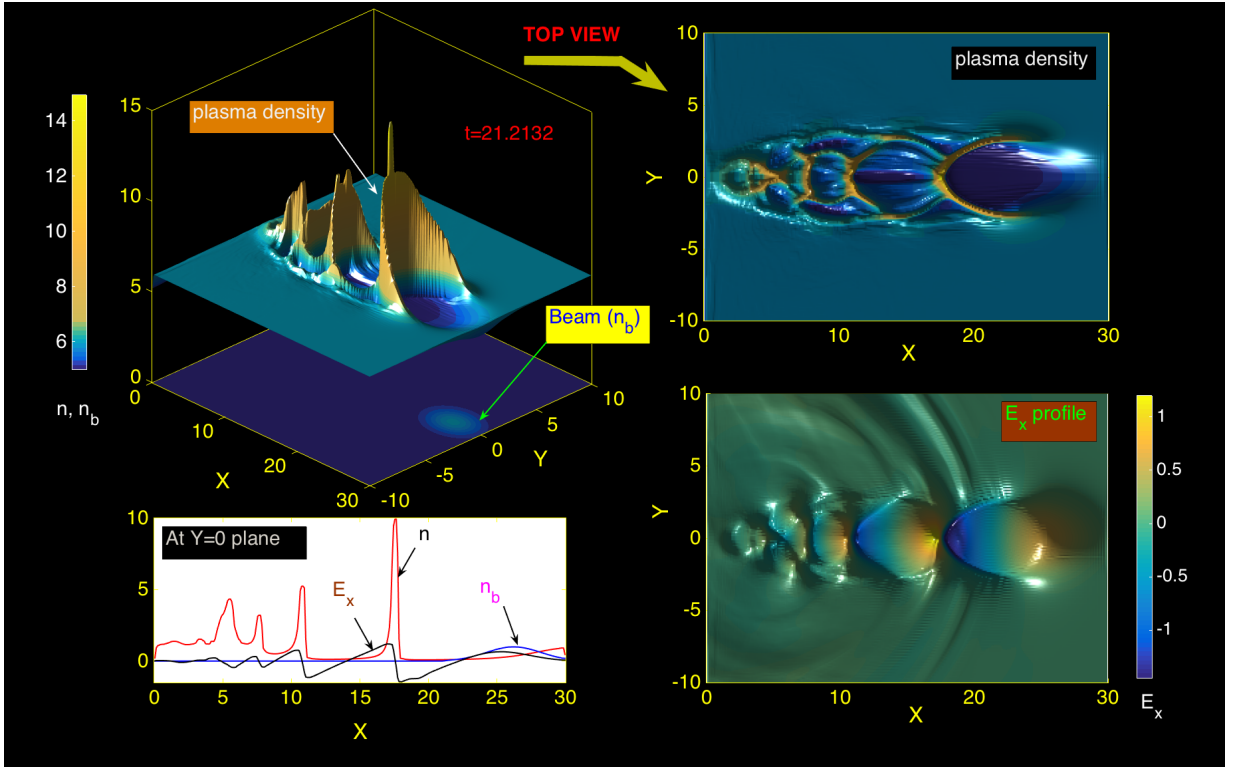 TOP VIEW
plasma density
t=21.2132
15
10
5
0
0
10
20
30
-10
-5
0
5
10
X
Y
14
12
10
8
6
n, n_b
Beam (n_b)
plasma density
10
5
0
-5
-10
Y
0
10
20
30
X
At Y=0 plane
n
E_x
n_b
10
5
0
0
5
10
15
20
25
30
X
E_x profile
10
5
0
-5
-10
Y
0
10
20
30
X
1
0.5
0
-0.5
-1
E_x